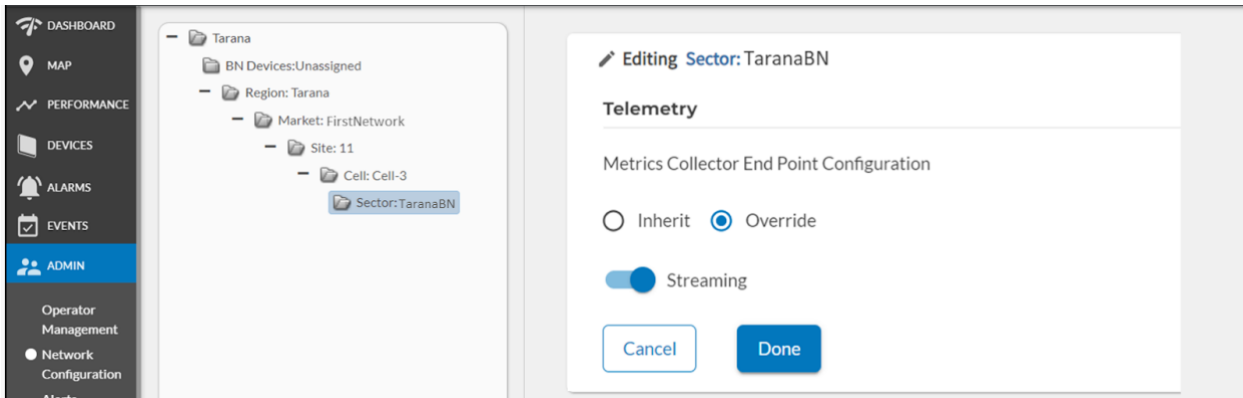 DASHBOARD
MAP
PERFORMANCE
DEVICES
ALARMS
EVENTS
ADMIN
Operator
Management
Network
Configuration
Alerts
Tarana
BN Devices:Unassigned
Region: Tarana
Market: FirstNetwork
Site: 11
Cell: Cell-3
Sector:TaranaBN
Editing Sector:TaranaBN
Telemetry
Metrics Collector End Point Configuration
Inherit Override
Streaming
Cancel Done